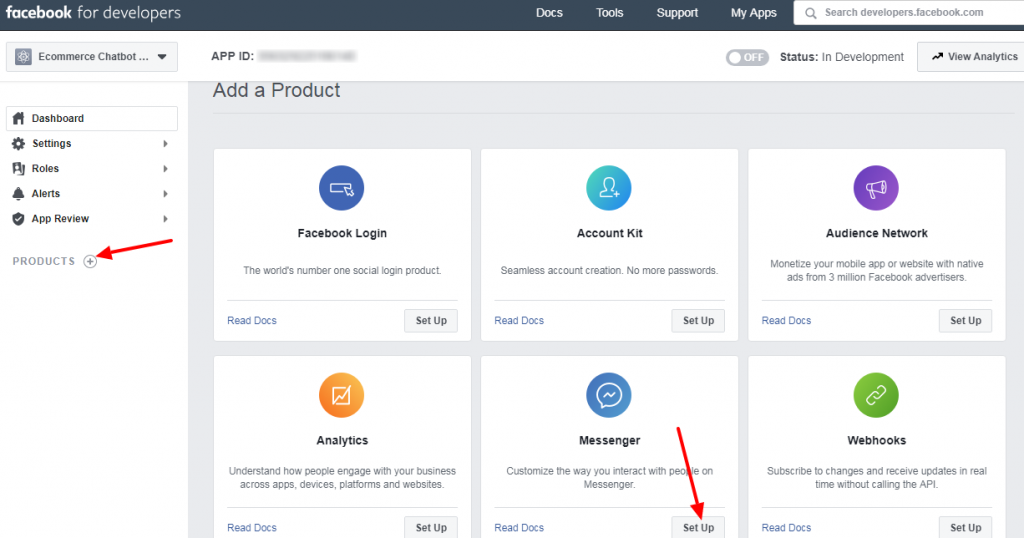 facebook for developers
Docs
Tools
Support
My Apps
Search developers.facebook.com
Ecommerce Chatbot ...
APP ID:
OFF
Status: In Development
View Analytics
Add a Product
Dashboard
Settings
Roles
Alerts
App Review
PRODUCTS
Facebook Login
The world's number one social login product.
Read Docs
Set Up
Account Kit
Seamless account creation. No more passwords.
Read Docs
Set Up
Audience Network
Monetize your mobile app or website with native
ads from 3 million Facebook advertisers.
Read Docs
Set Up
Analytics
Understand how people engage with your business
across apps, devices, platforms and websites.
Read Docs
Set Up
Messenger
Customize the way you interact with people on
Messenger.
Read Docs
Set Up
Webhooks
Subscribe to changes and receive updates in real
time without calling the API.
Read Docs
Set Up